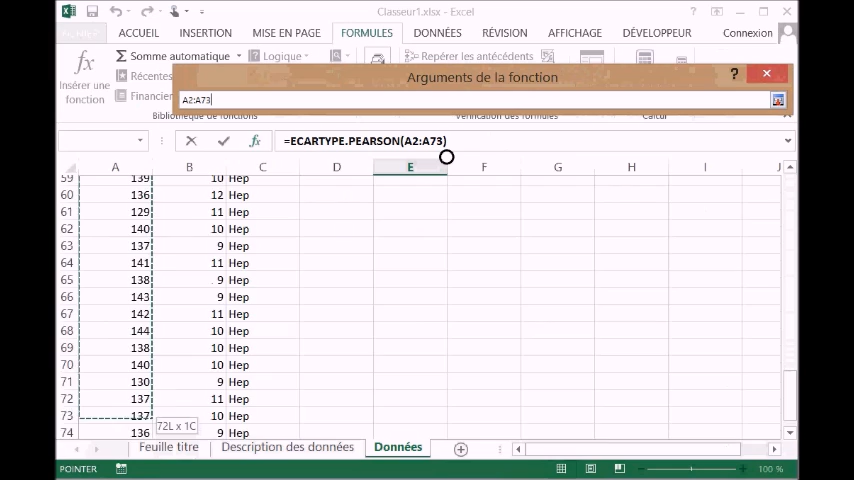 Classeur1.xlsx - Excel
ACCUEIL INSERTION MISE EN PAGE FORMULES DONNÉES RÉVISION AFFICHAGE DÉVELOPPEUR Connexion
fx Σ Somme automatique Logique Repérer les antécédents
Insérer une fonction Récentes
Financier
Arguments de la fonction ?
A2:A73
Bibliothèque de fonctions Vérification des formules Calcul
fx =ECARTYPE.PEARSON(A2:A73)
A B C D E F G H I J
59 139 10 Hep
60 136 12 Hep
61 129 11 Hep
62 140 10 Hep
63 137 9 Hep
64 141 11 Hep
65 138 9 Hep
66 143 9 Hep
67 142 11 Hep
68 144 10 Hep
69 138 10 Hep
70 140 10 Hep
71 130 9 Hep
72 137 11 Hep
73 137 10 Hep
72L x 1C
74 136 9 Hep
Feuille titre Description des données Données
POINTER 100 %